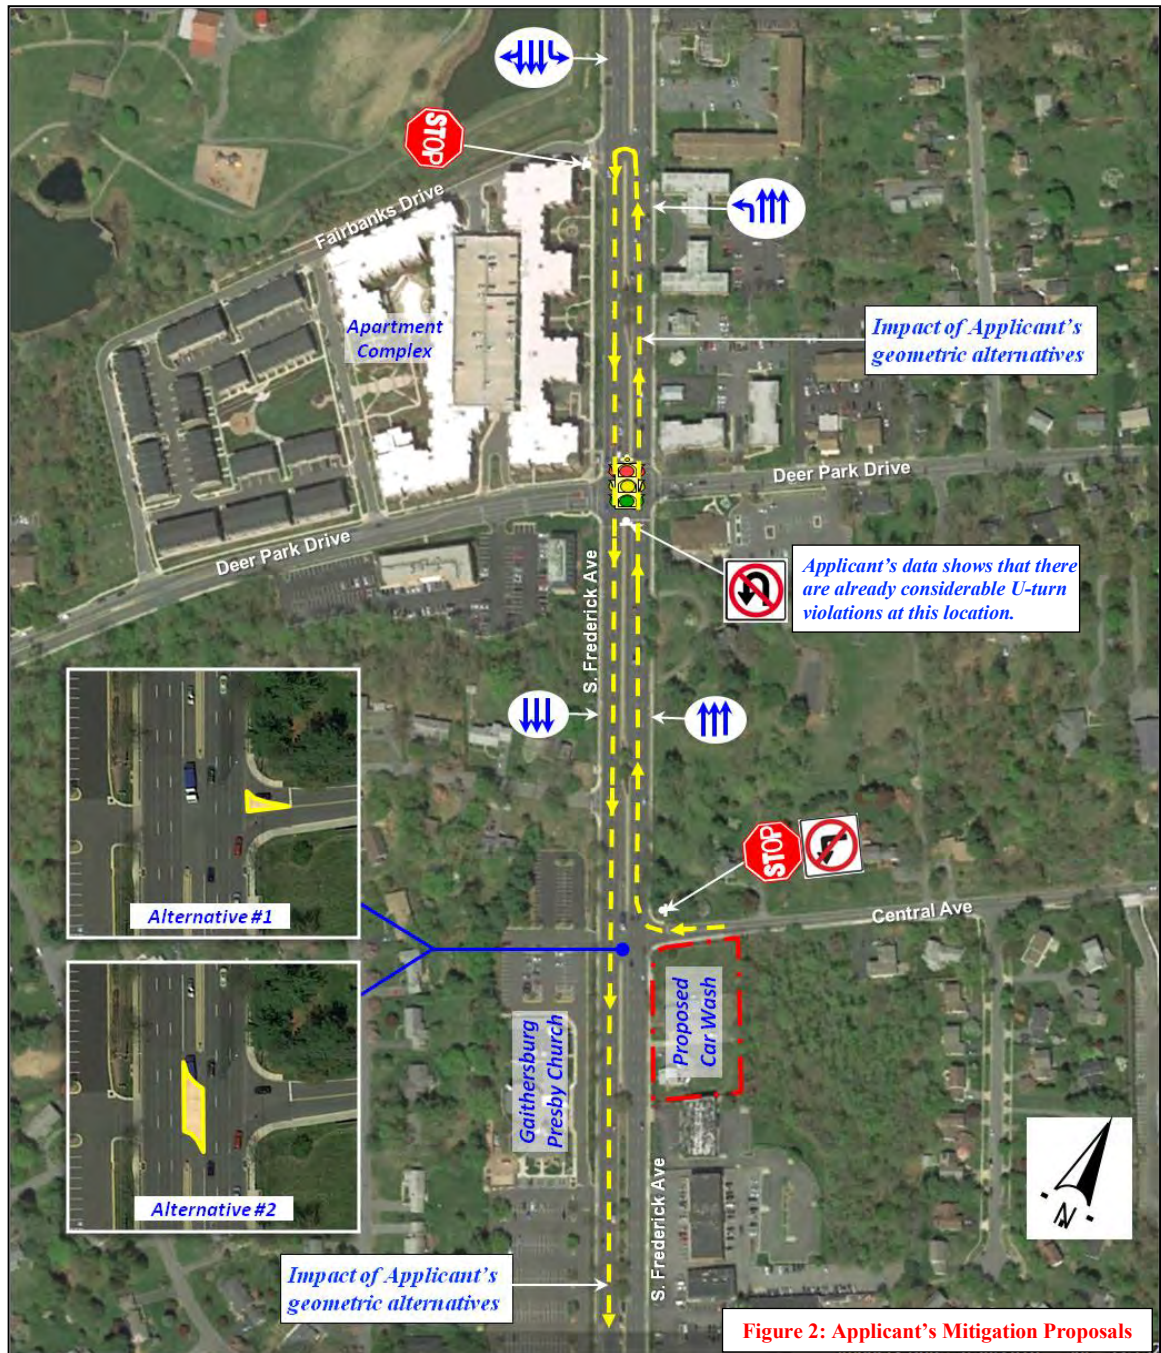 STOP
Fairbanks Drive
Apartment
Complex
Impact of Applicant's
geometric alternatives
Deer Park Drive
Deer Park Drive
Applicant's data shows that there
are already considerable U-turn
violations at this location.
S. Frederick Ave
Alternative #1
STOP
Central Ave
Proposed
Car Wash
Gaithersburg
Presby Church
Alternative #2
N
S. Frederick Ave
Impact of Applicant's
geometric alternatives
Figure 2: Applicant's Mitigation Proposals